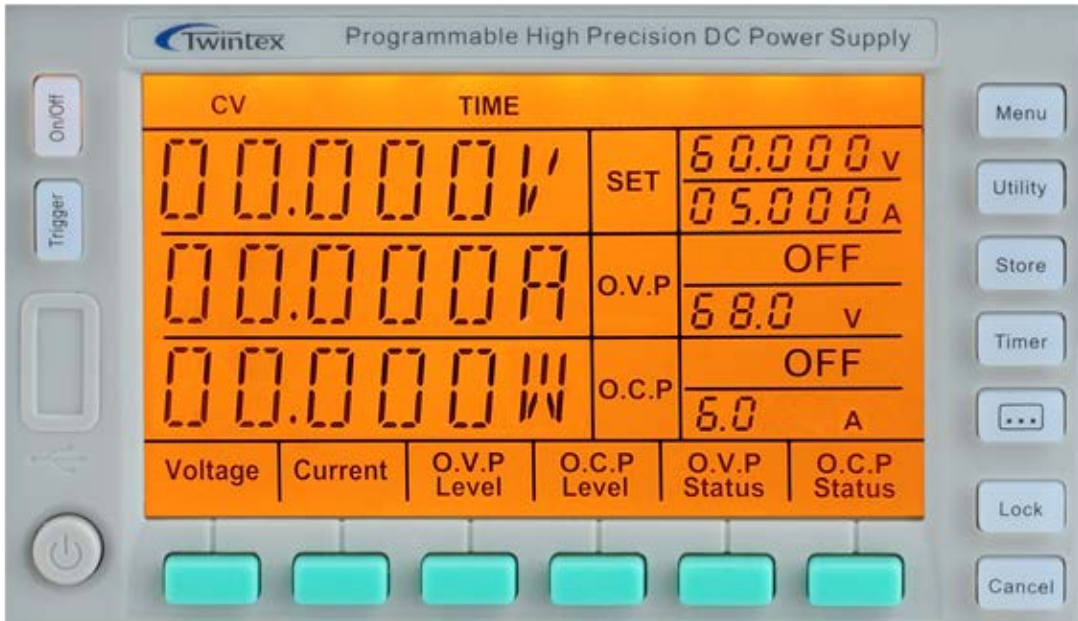 Twintex Programmable High Precision DC Power Supply
On/Off
Trigger
CV TIME
00.000V
00.000A
00.000W
SET
60.000 V
05.000 A
O.V.P
OFF
68.0 V
O.C.P
OFF
6.0 A
Voltage
Current
O.V.P
Level
O.C.P
Level
O.V.P
Status
O.C.P
Status
Menu
Utility
Store
Timer
...
Lock
Cancel